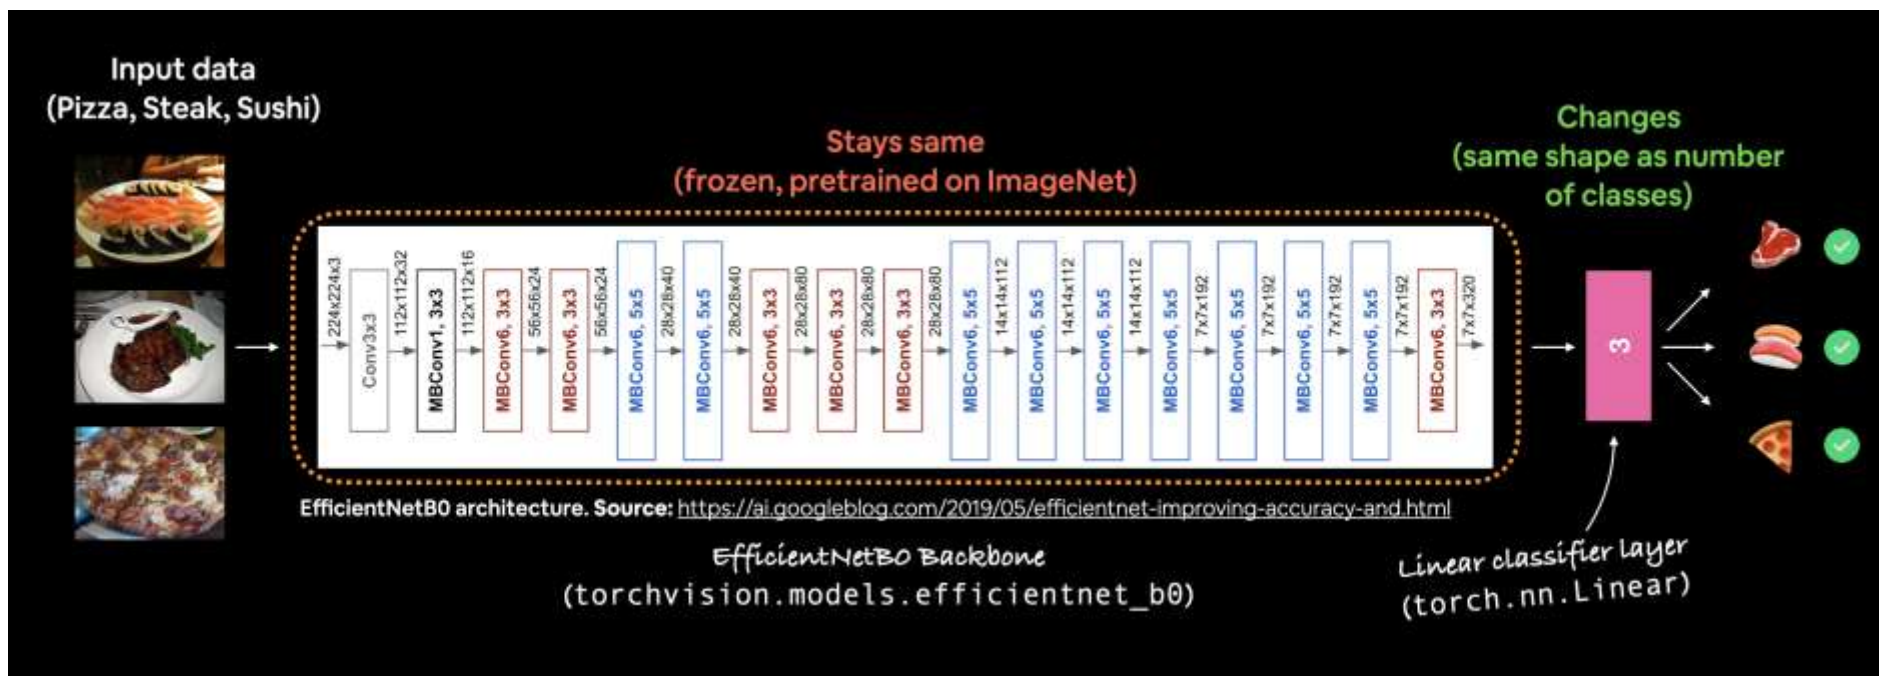 Input data
(Pizza, Steak, Sushi)
Stays same
(frozen, pretrained on ImageNet)
Changes
(same shape as number
of classes)
224x224x3
Conv3x3
112x112x32
MBConv1, 3x3
112x112x16
MBConv6, 3x3
56x56x24
MBConv6, 3x3
56x56x24
MBConv6, 5x5
28x28x40
MBConv6, 5x5
28x28x40
MBConv6, 3x3
28x28x80
MBConv6, 3x3
28x28x80
MBConv6, 3x3
28x28x80
MBConv6, 5x5
14x14x112
MBConv6, 5x5
14x14x112
MBConv6, 5x5
14x14x112
MBConv6, 5x5
7x7x192
MBConv6, 5x5
7x7x192
MBConv6, 5x5
7x7x192
MBConv6, 5x5
7x7x192
MBConv6, 3x3
7x7x320
3
EfficientNetB0 architecture. Source: https://ai.googleblog.com/2019/05/efficientnet-improving-accuracy-and.html
EfficientNetB0 Backbone
(torchvision.models.efficientnet_b0)
Linear classifier layer
(torch.nn.Linear)